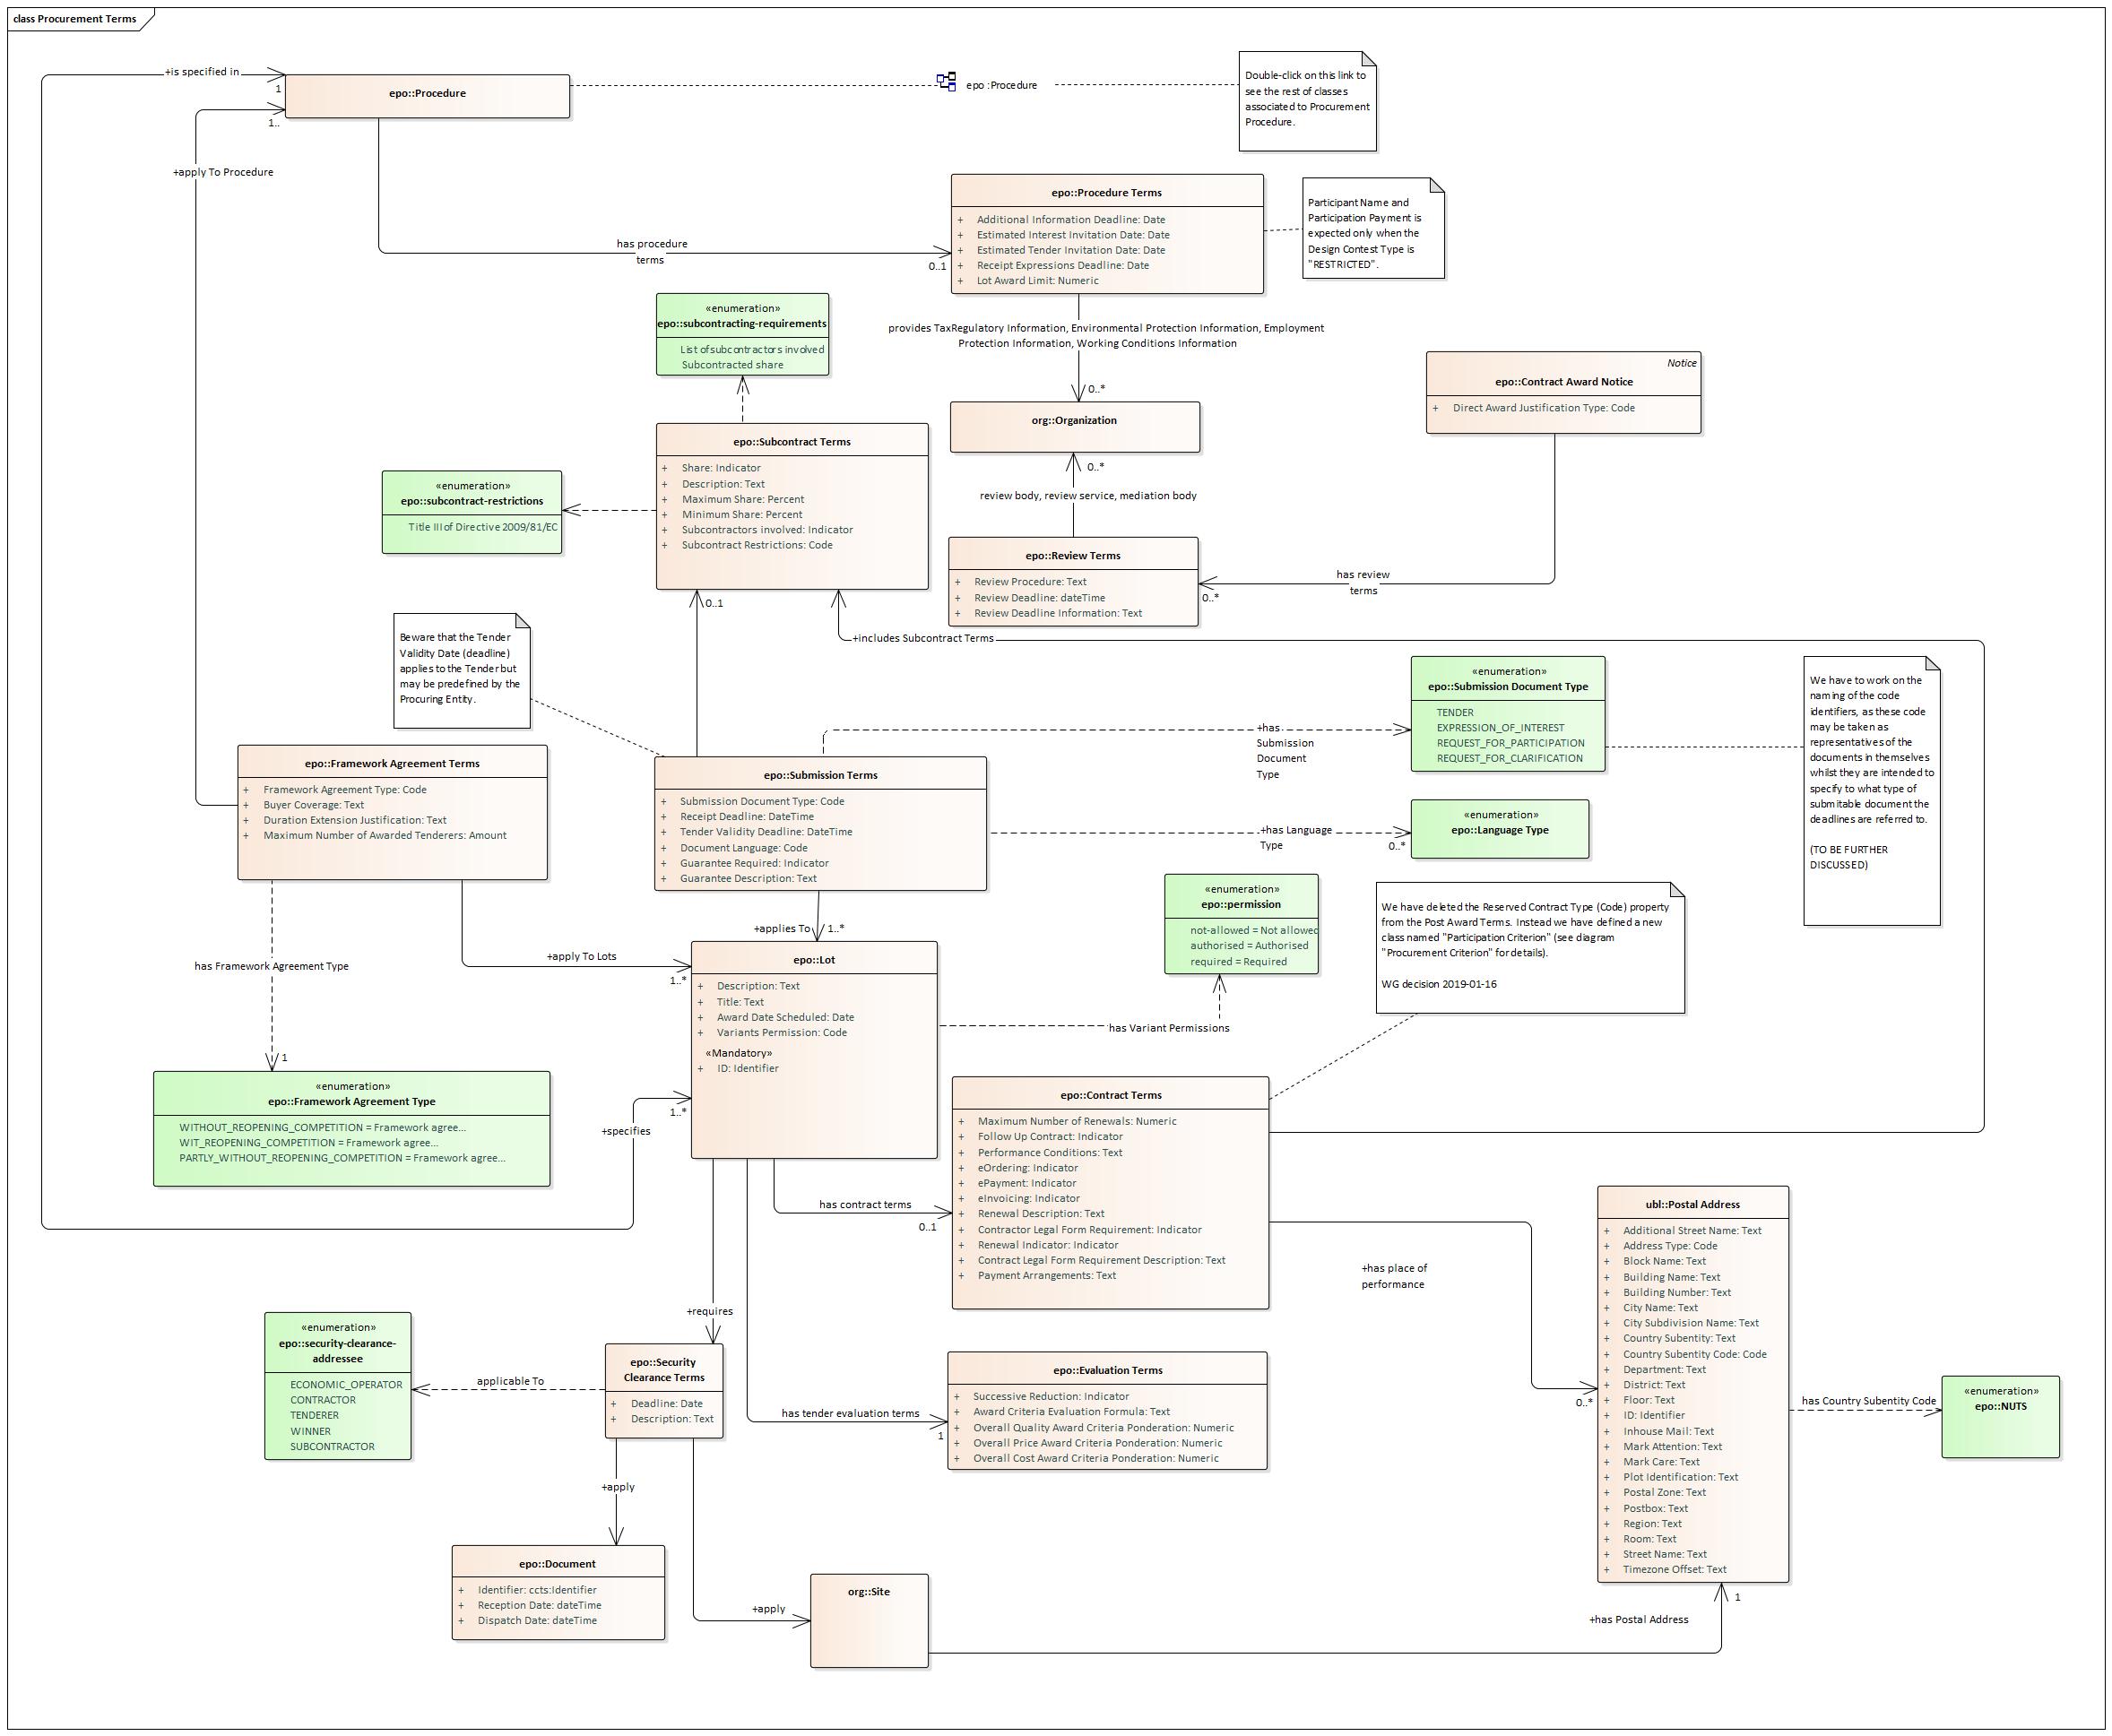 class Procurement Terms
+is specified in
1
epo::Procedure
epo :Procedure
Double-click on this link to
see the rest of classes
associated to Procurement
Procedure.
1..
+apply To Procedure
has procedure
terms
0..1
epo::Procedure Terms
+ Additional Information Deadline: Date
+ Estimated Interest Invitation Date: Date
+ Estimated Tender Invitation Date: Date
+ Receipt Expressions Deadline: Date
+ Lot Award Limit: Numeric
Participant Name and
Participation Payment is
expected only when the
Design Contest Type is
"RESTRICTED".
«enumeration»
epo::subcontracting-requirements
List of subcontractors involved
Subcontracted share
provides TaxRegulatory Information, Environmental Protection Information, Employment
Protection Information, Working Conditions Information
0..*
org::Organization
Notice
epo::Contract Award Notice
+ Direct Award Justification Type: Code
epo::Subcontract Terms
+ Share: Indicator
+ Description: Text
+ Maximum Share: Percent
+ Minimum Share: Percent
+ Subcontractors involved: Indicator
+ Subcontract Restrictions: Code
«enumeration»
epo::subcontract-restrictions
Title III of Directive 2009/81/EC
0..*
review body, review service, mediation body
epo::Review Terms
+ Review Procedure: Text
+ Review Deadline: dateTime
+ Review Deadline Information: Text
has review
terms
0..*
0..1
+includes Subcontract Terms
Beware that the Tender
Validity Date (deadline)
applies to the Tender but
may be predefined by the
Procuring Entity.
«enumeration»
epo::Submission Document Type
TENDER
EXPRESSION_OF_INTEREST
REQUEST_FOR_PARTICIPATION
REQUEST_FOR_CLARIFICATION
We have to work on the
naming of the code
identifiers, as these code
may be taken as
representatives of the
documents in themselves
whilst they are intended to
specify to what type of
submitable document the
deadlines are referred to.
(TO BE FURTHER
DISCUSSED)
+has
Submission
Document
Type
epo::Framework Agreement Terms
+ Framework Agreement Type: Code
+ Buyer Coverage: Text
+ Duration Extension Justification: Text
+ Maximum Number of Awarded Tenderers: Amount
epo::Submission Terms
+ Submission Document Type: Code
+ Receipt Deadline: DateTime
+ Tender Validity Deadline: DateTime
+ Document Language: Code
+ Guarantee Required: Indicator
+ Guarantee Description: Text
+has Language
Type
0..*
«enumeration»
epo::Language Type
«enumeration»
epo::permission
not-allowed = Not allowed
authorised = Authorised
required = Required
We have deleted the Reserved Contract Type (Code) property
from the Post Award Terms. Instead we have defined a new
class named "Participation Criterion" (see diagram
"Procurement Criterion" for details).
WG decision 2019-01-16
+applies To
1..*
has Framework Agreement Type
1
+apply To Lots
1..*
epo::Lot
+ Description: Text
+ Title: Text
+ Award Date Scheduled: Date
+ Variants Permission: Code
«Mandatory»
+ ID: Identifier
has Variant Permissions
«enumeration»
epo::Framework Agreement Type
WITHOUT_REOPENING_COMPETITION = Framework agree...
WIT_REOPENING_COMPETITION = Framework agree...
PARTLY_WITHOUT_REOPENING_COMPETITION = Framework agree...
1..*
+specifies
epo::Contract Terms
+ Maximum Number of Renewals: Numeric
+ Follow Up Contract: Indicator
+ Performance Conditions: Text
+ eOrdering: Indicator
+ ePayment: Indicator
+ eInvoicing: Indicator
+ Renewal Description: Text
+ Contractor Legal Form Requirement: Indicator
+ Renewal Indicator: Indicator
+ Contract Legal Form Requirement Description: Text
+ Payment Arrangements: Text
has contract terms
0..1
+has place of
performance
0..*
ubl::Postal Address
+ Additional Street Name: Text
+ Address Type: Code
+ Block Name: Text
+ Building Name: Text
+ Building Number: Text
+ City Name: Text
+ City Subdivision Name: Text
+ Country Subentity: Text
+ Country Subentity Code: Code
+ Department: Text
+ District: Text
+ Floor: Text
+ ID: Identifier
+ Inhouse Mail: Text
+ Mark Attention: Text
+ Mark Care: Text
+ Plot Identification: Text
+ Postal Zone: Text
+ Postbox: Text
+ Region: Text
+ Room: Text
+ Street Name: Text
+ Timezone Offset: Text
has Country Subentity Code
«enumeration»
epo::NUTS
+requires
«enumeration»
epo::security-clearance-
addressee
ECONOMIC_OPERATOR
CONTRACTOR
TENDERER
WINNER
SUBCONTRACTOR
applicable To
epo::Security
Clearance Terms
+ Deadline: Date
+ Description: Text
has tender evaluation terms
1
epo::Evaluation Terms
+ Successive Reduction: Indicator
+ Award Criteria Evaluation Formula: Text
+ Overall Quality Award Criteria Ponderation: Numeric
+ Overall Price Award Criteria Ponderation: Numeric
+ Overall Cost Award Criteria Ponderation: Numeric
+apply
epo::Document
+ Identifier: ccts:Identifier
+ Reception Date: dateTime
+ Dispatch Date: dateTime
+apply
org::Site
+has Postal Address
1